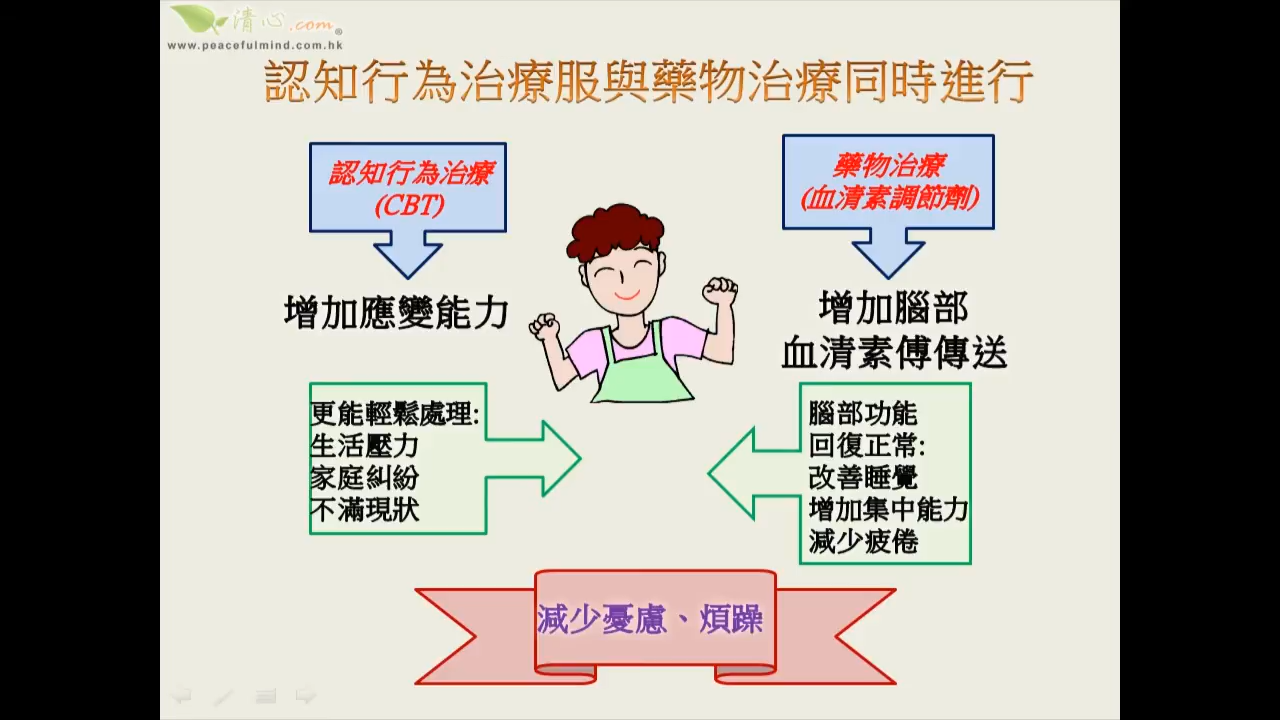 清心.com®
www.peacefulmind.com.hk
認知行為治療服與藥物治療同時進行
認知行為治療
(CBT)
增加應變能力
更能輕鬆處理:
生活壓力
家庭糾紛
不滿現狀
藥物治療
(血清素調節劑)
增加腦部
血清素傅傳送
腦部功能
回復正常:
改善睡覺
增加集中能力
減少疲倦
減少憂慮、煩躁